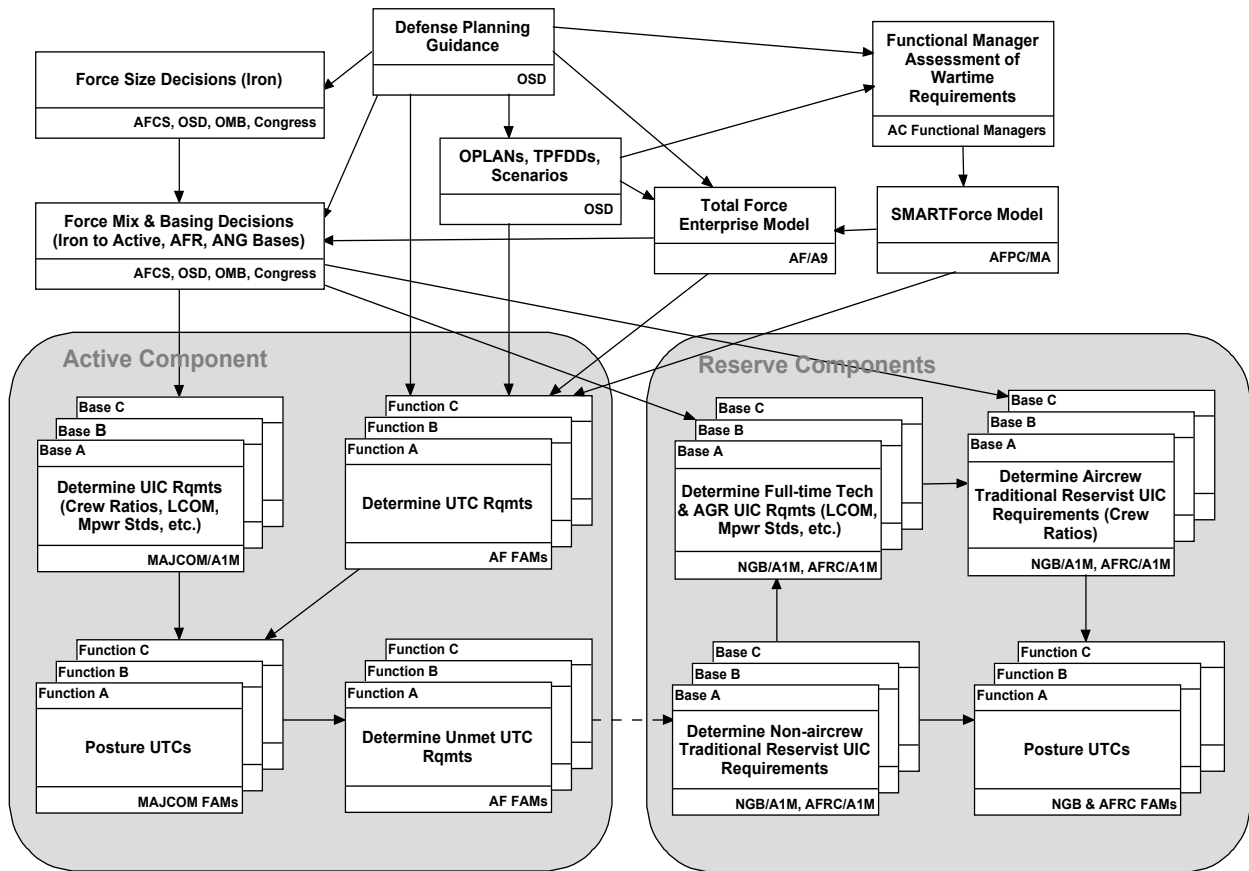 Defense Planning
Guidance
OSD
Force Size Decisions (Iron)
AFCS, OSD, OMB, Congress
Functional Manager
Assessment of
Wartime
Requirements
AC Functional Managers
OPLANs, TPFDDs,
Scenarios
OSD
Force Mix & Basing Decisions
(Iron to Active, AFR, ANG Bases)
AFCS, OSD, OMB, Congress
Total Force
Enterprise Model
AF/A9
SMARTForce Model
AFPC/MA
Active Component
Base C
Base B
Base A
Determine UIC Rqmts
(Crew Ratios, LCOM,
Mpwr Stds, etc.)
MAJCOM/A1M
Function C
Function B
Function A
Determine UTC Rqmts
AF FAMs
Function C
Function B
Function A
Posture UTCs
MAJCOM FAMs
Function C
Function B
Function A
Determine Unmet UTC
Rqmts
AF FAMs
Reserve Components
Base C
Base B
Base A
Determine Full-time Tech
& AGR UIC Rqmts (LCOM,
Mpwr Stds, etc.)
NGB/A1M, AFRC/A1M
Base C
Base B
Base A
Determine Aircrew
Traditional Reservist UIC
Requirements (Crew
Ratios)
NGB/A1M, AFRC/A1M
Base C
Base B
Base A
Determine Non-aircrew
Traditional Reservist UIC
Requirements
NGB/A1M, AFRC/A1M
Function C
Function B
Function A
Posture UTCs
NGB & AFRC FAMs